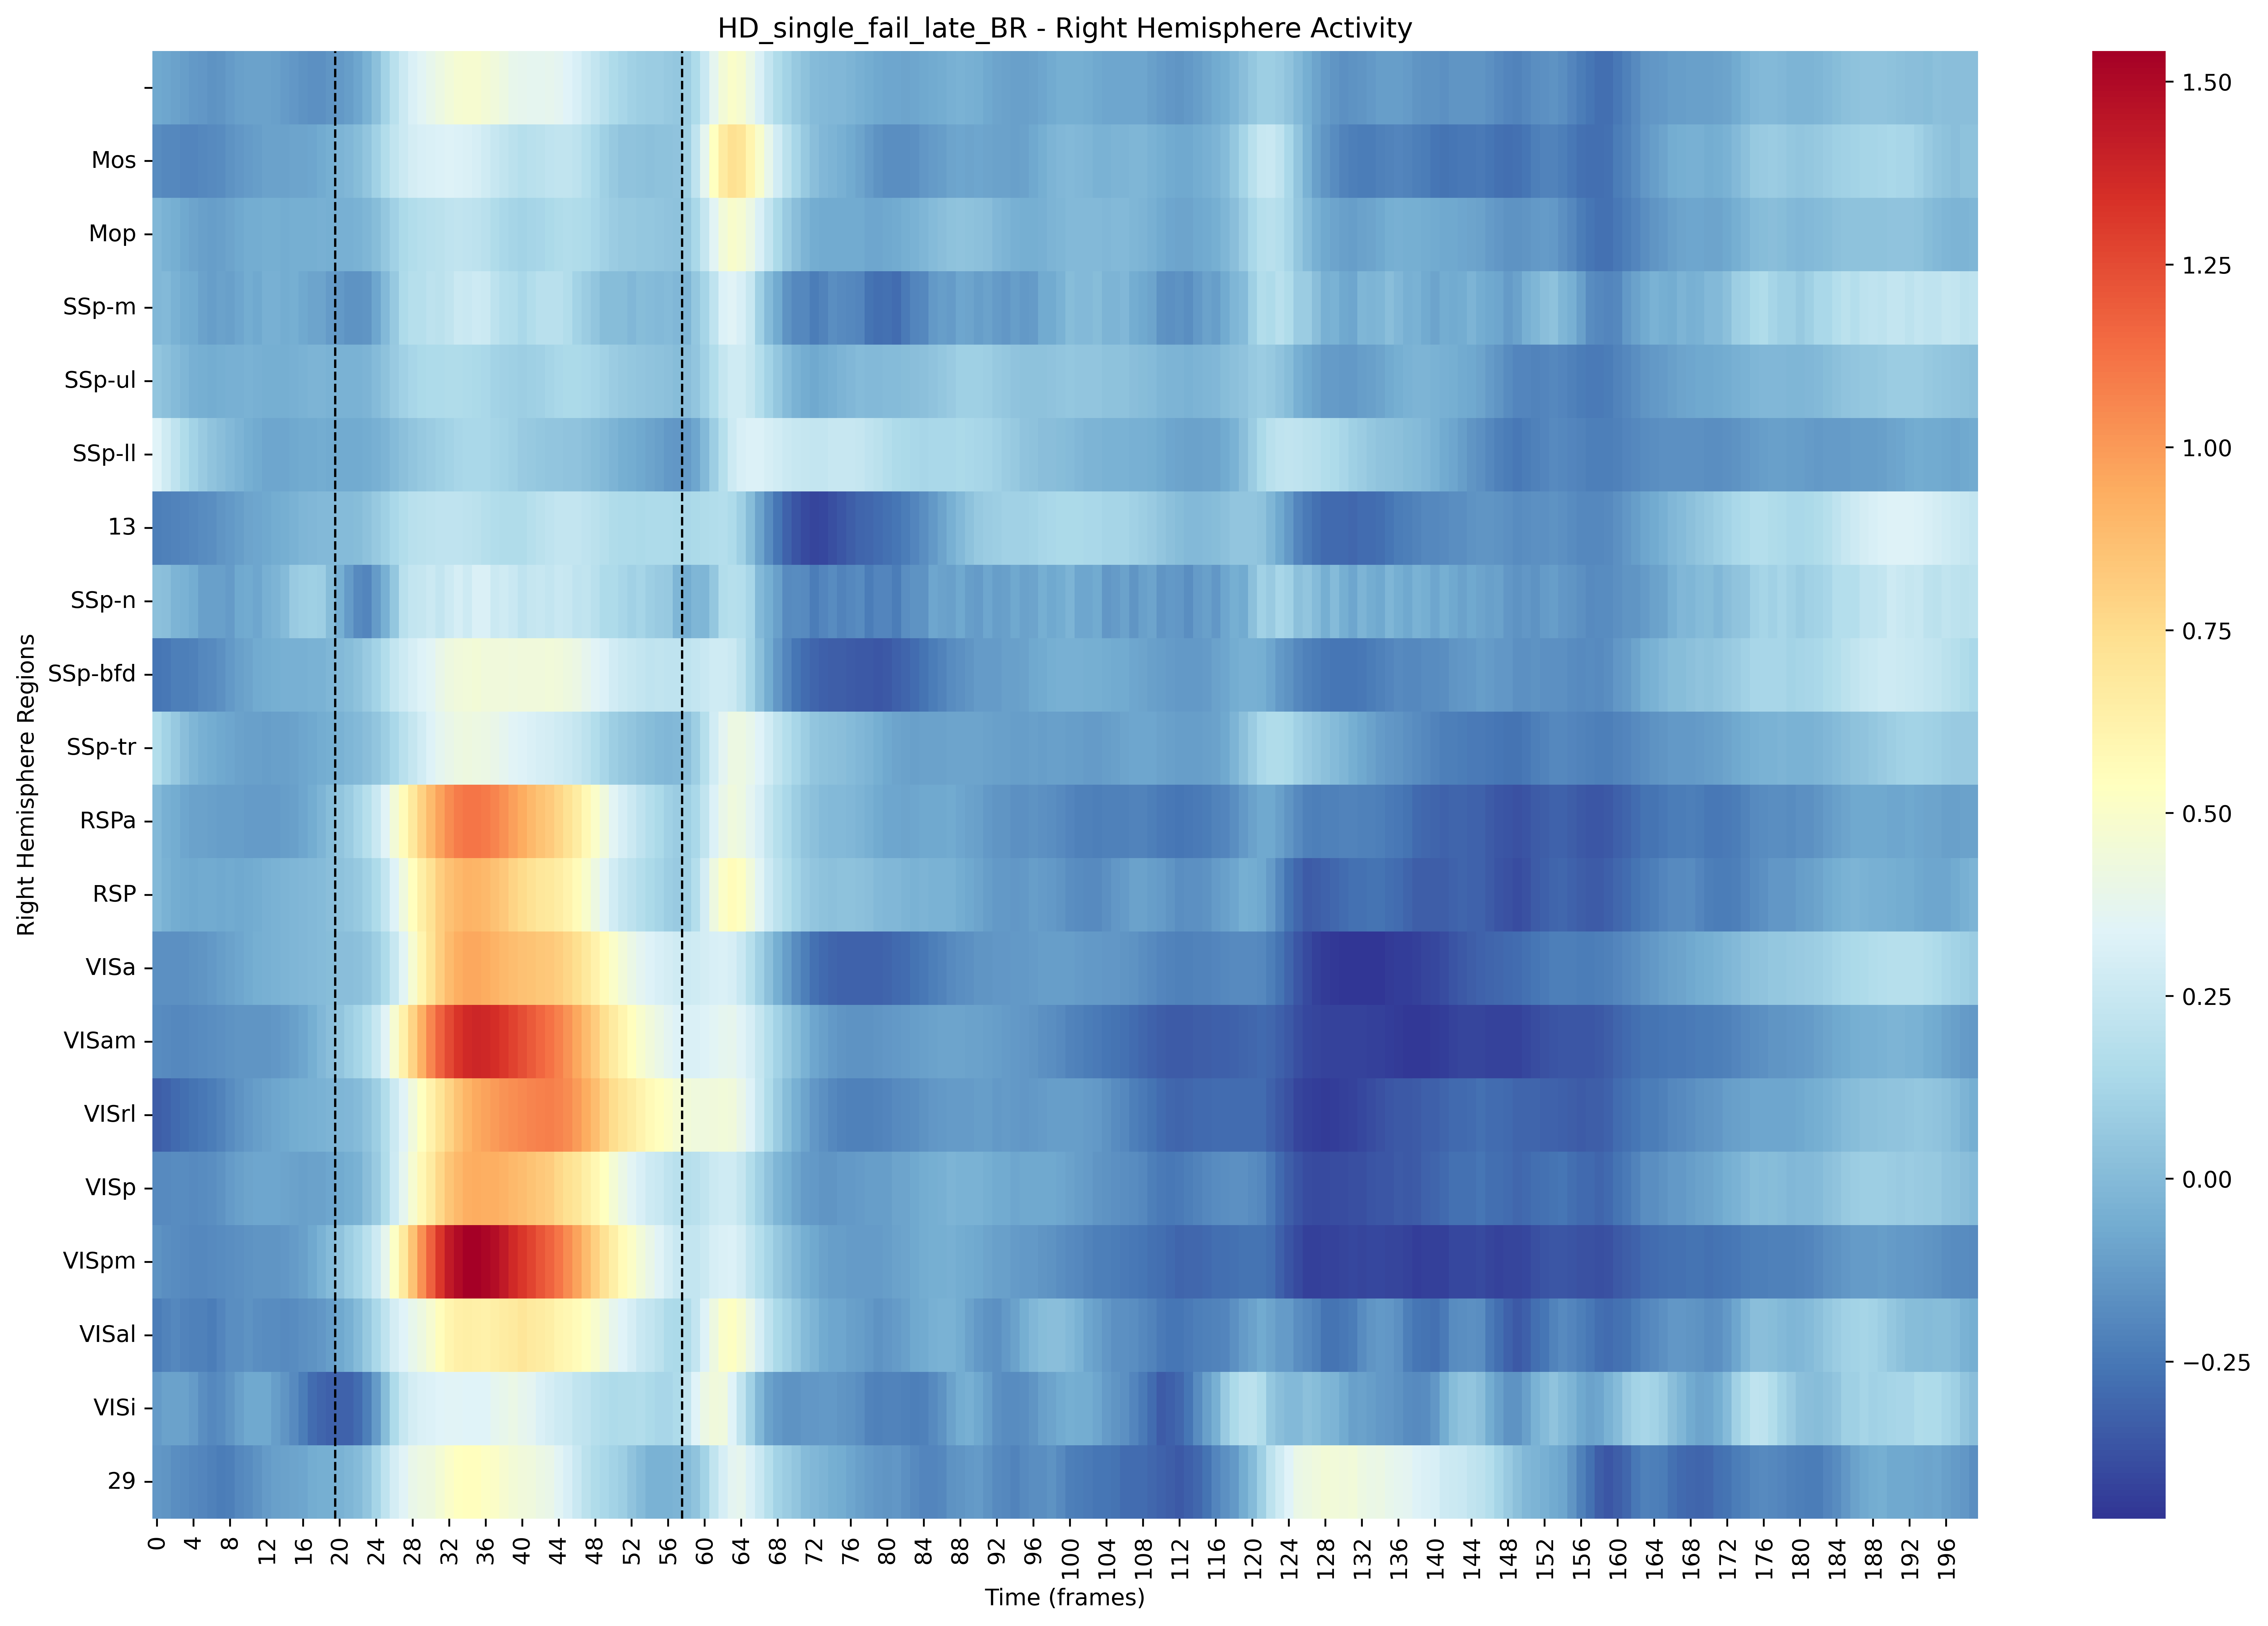 HD_single_fail_late_BR - Right Hemisphere Activity
Right Hemisphere Regions
Mos
Mop
SSp-m
SSp-ul
SSp-ll
13
SSp-n
SSp-bfd
SSp-tr
RSPa
RSP
VISa
VISam
VISrl
VISp
VISpm
VISal
VISi
29
0 4 8 12 16 20 24 28 32 36 40 44 48 52 56 60 64 68 72 76 80 84 88 92 96 100 104 108 112 116 120 124 128 132 136 140 144 148 152 156 160 164 168 172 176 180 184 188 192 196
Time (frames)
1.50
1.25
1.00
0.75
0.50
0.25
0.00
−0.25